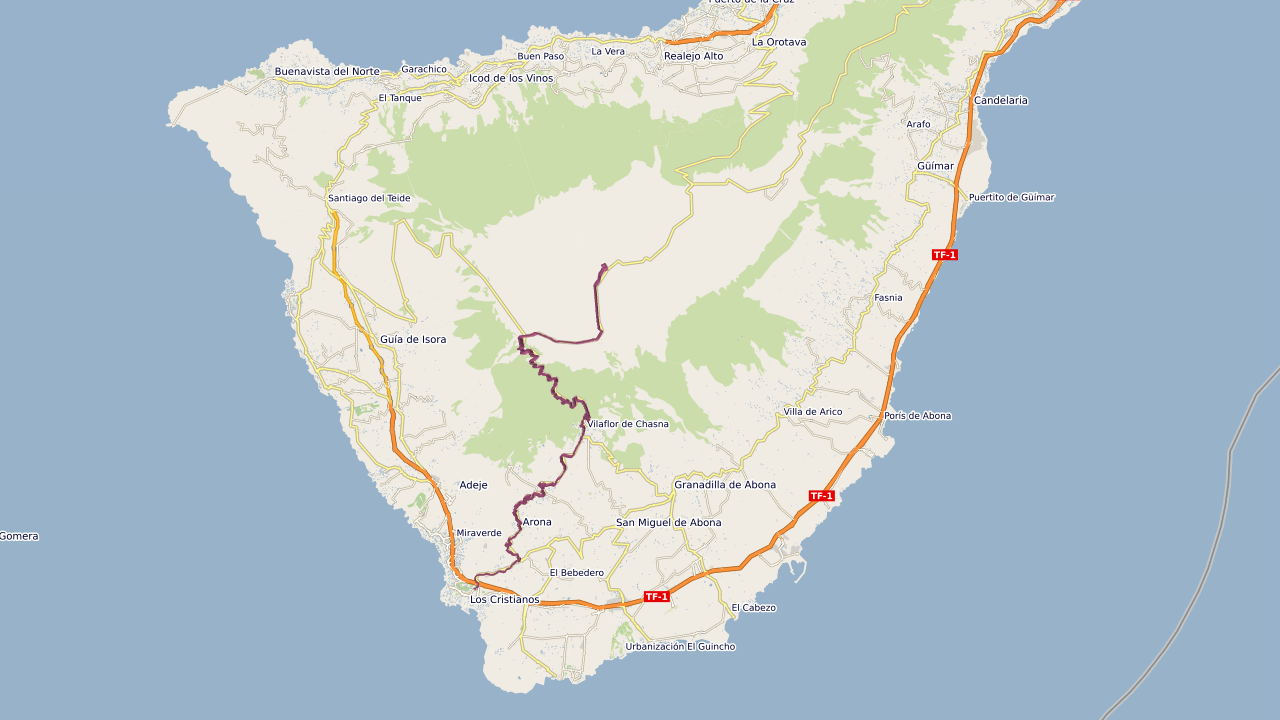 Puerto de la Cruz
La Orotava
La Vera
Buen Paso
Realejo Alto
Garachico
Buenavista del Norte
Icod de los Vinos
El Tanque
Candelaria
Arafo
Güímar
Santiago del Teide
Puertito de Güímar
TF-1
Fasnia
Guía de Isora
Villa de Arico
Porís de Abona
Vilaflor de Chasna
Adeje
Granadilla de Abona
TF-1
Arona
San Miguel de Abona
Miraverde
Gomera
El Bebedero
TF-1
Los Cristianos
El Cabezo
Urbanización El Guincho